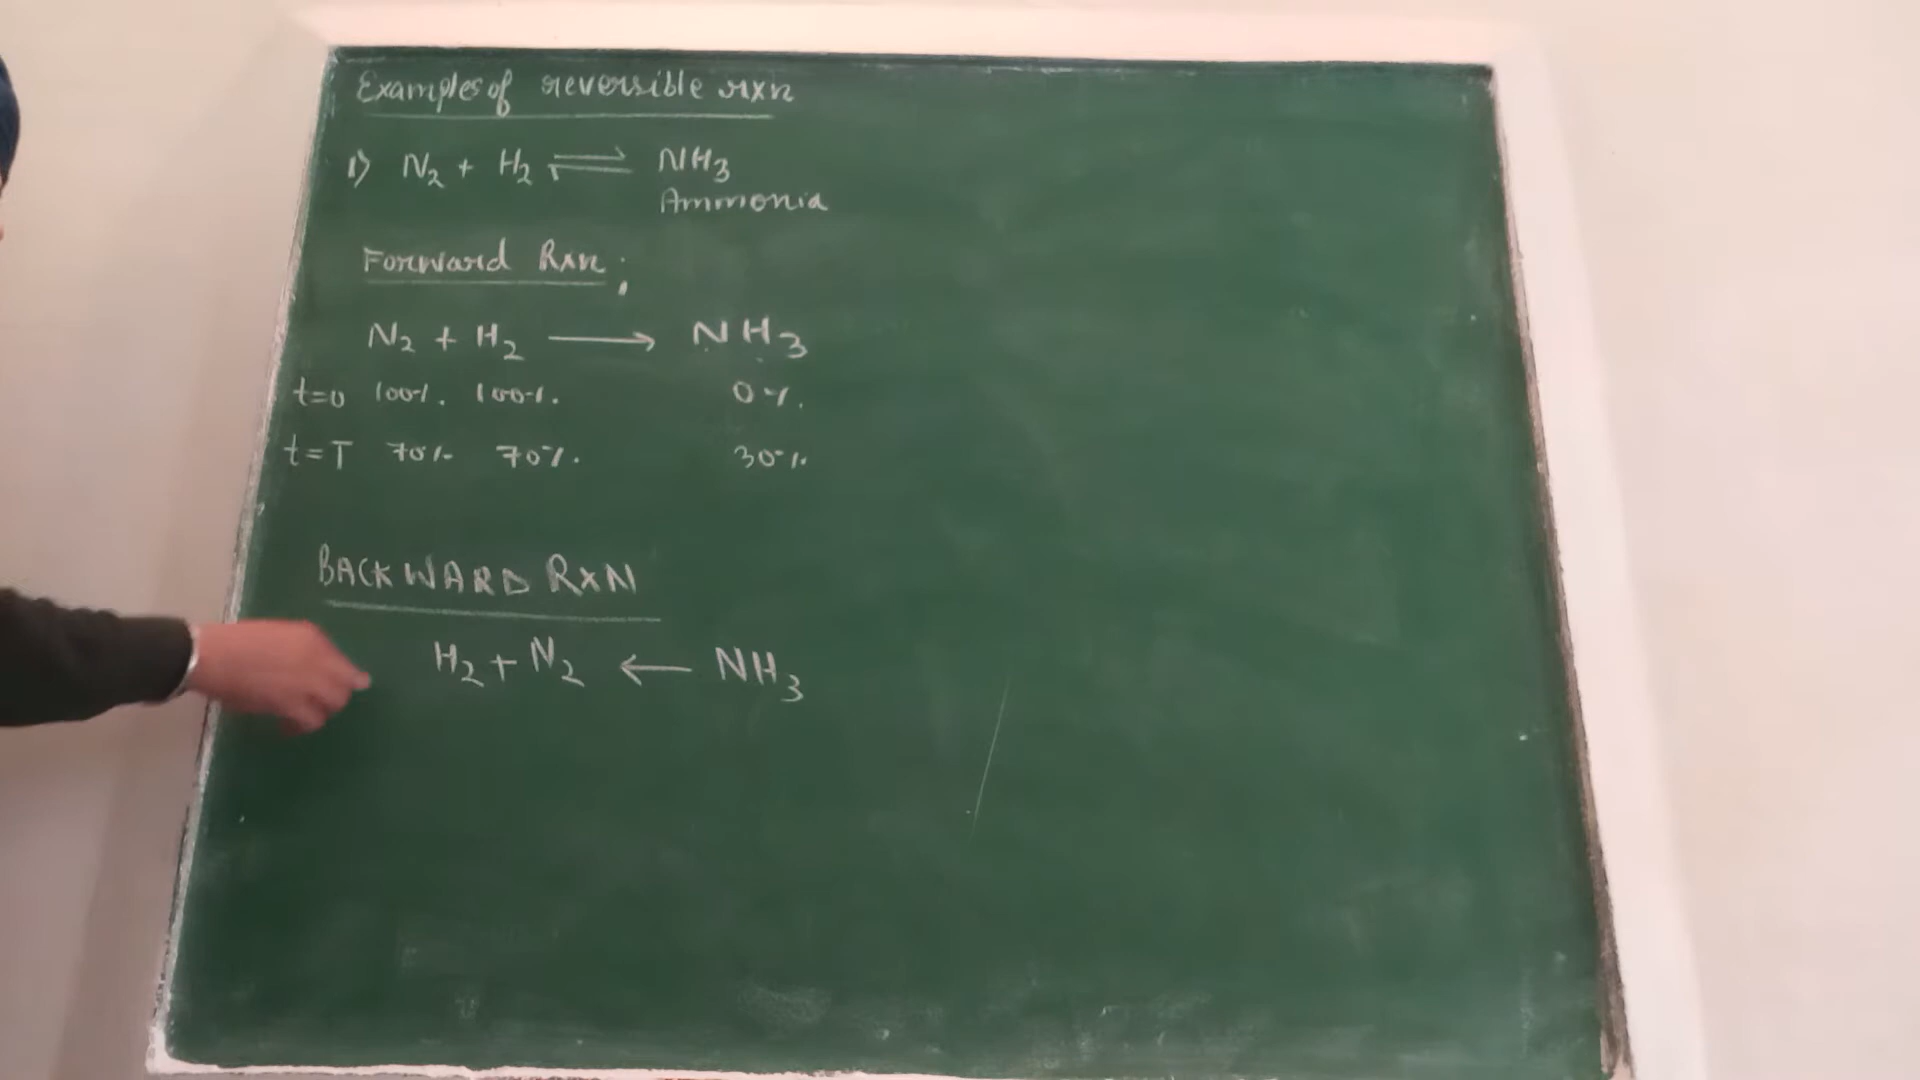 Examples of reversible rxn
1) N2 + H2 ⇌ NH3
Ammonia
Forward Rxn;
N2 + H2 ⟶ NH3
t=0 100%. 100%. 0%.
t=T 70% 70%. 30%.
BACKWARD RXN
H2 + N2 ⟵ NH3